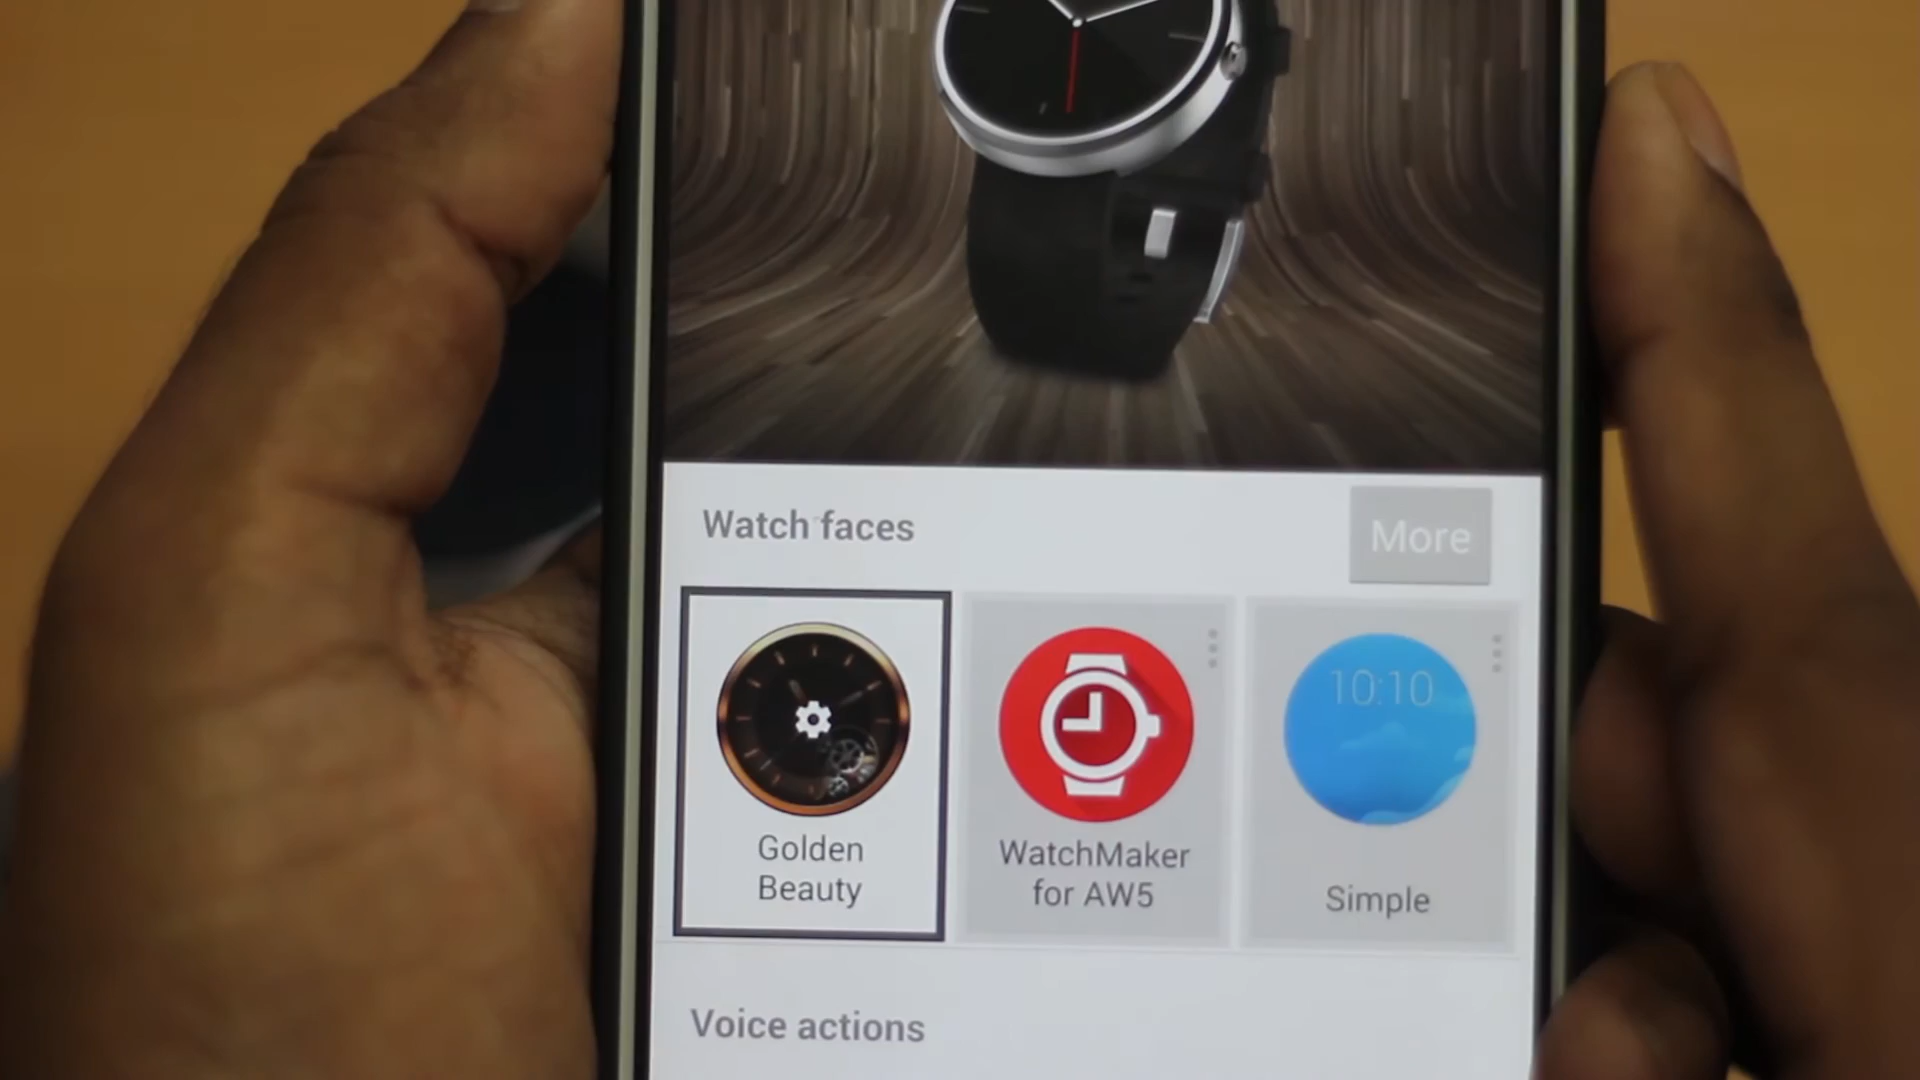 Watch faces
More
10:10
Golden
Beauty
WatchMaker
for AW5
Simple
Voice actions